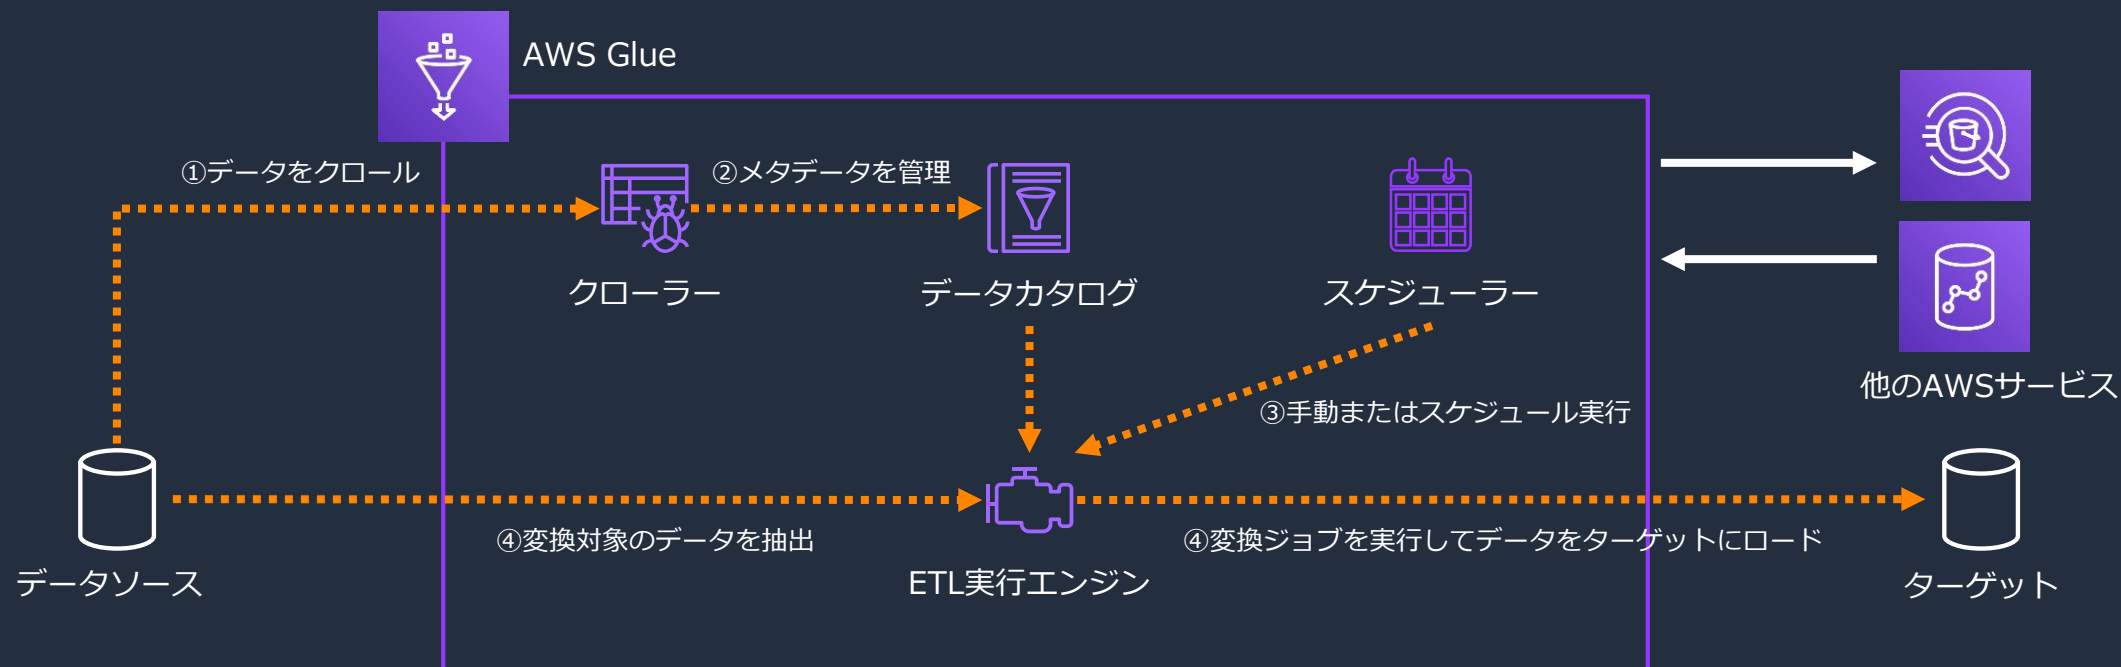 AWS Glue
①データをクロール
②メタデータを管理
クローラー
データカタログ
スケジューラー
他のAWSサービス
③手動またはスケジュール実行
④変換対象のデータを抽出
④変換ジョブを実行してデータをターゲットにロード
データソース
ETL実行エンジン
ターゲット